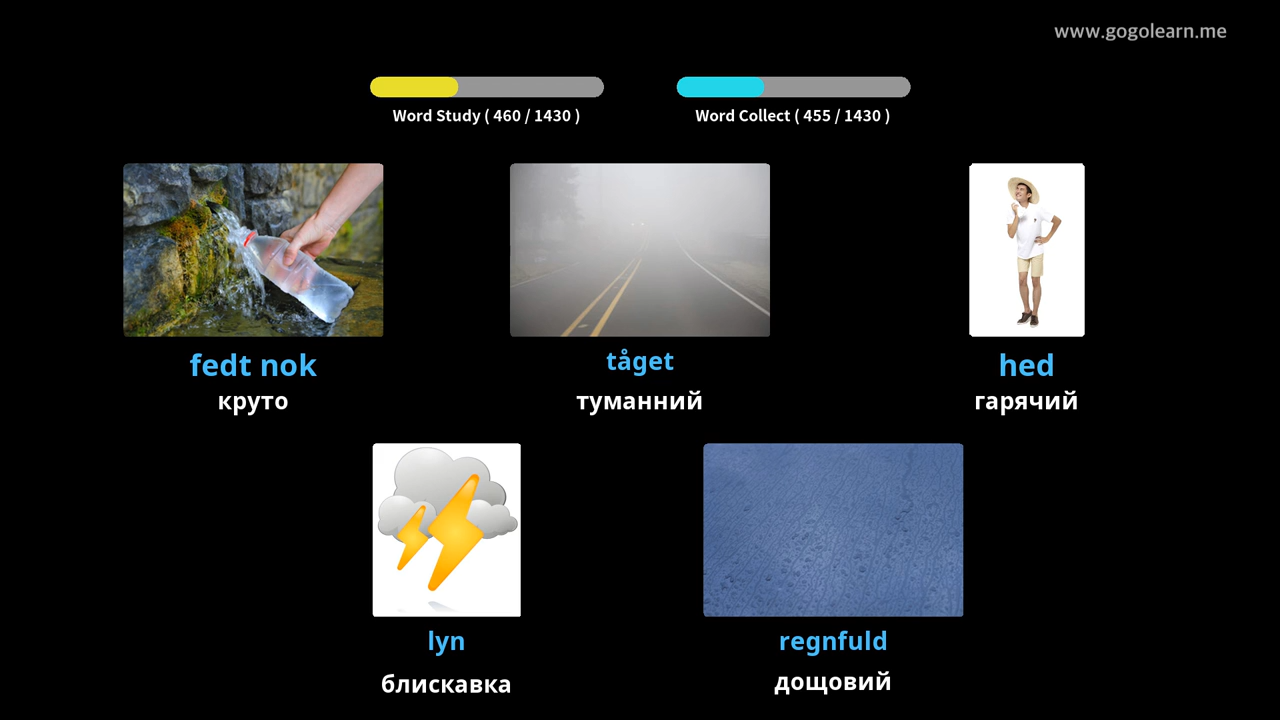 www.gogolearn.me
Word Study ( 460 / 1430 )
Word Collect ( 455 / 1430 )
fedt nok
круто
tåget
туманний
hed
гарячий
lyn
блискавка
regnfuld
дощовий